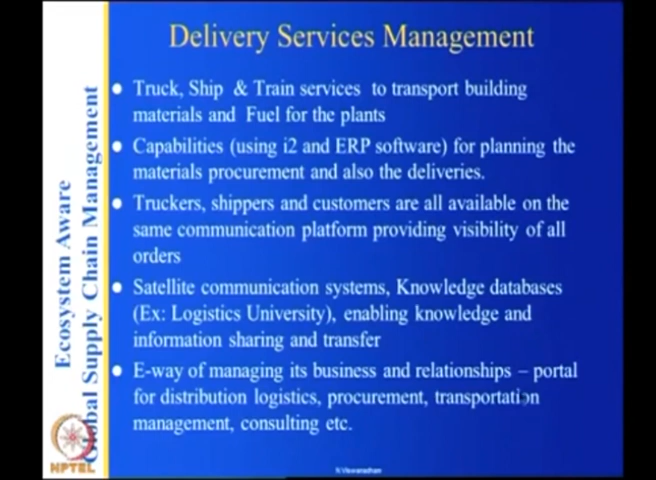 Delivery Services Management
Truck, Ship & Train services to transport building
materials and Fuel for the plants
Capabilities (using i2 and ERP software) for planning the
materials procurement and also the deliveries.
Truckers, shippers and customers are all available on the
same communication platform providing visibility of all
orders
Satellite communication systems, Knowledge databases
(Ex: Logistics University), enabling knowledge and
information sharing and transfer
E-way of managing its business and relationships – portal
for distribution logistics, procurement, transportation
management, consulting etc.
Ecosystem Aware
Global Supply Chain Management
NPTEL
N.Viswanadham